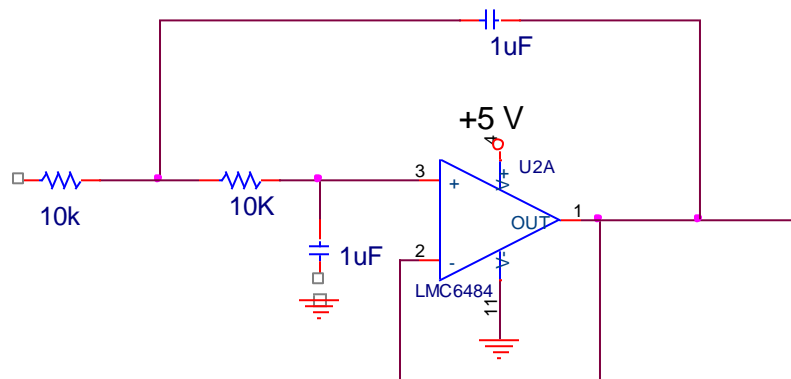 1uF
+5 V
4
U2A
V+
3
+
10k
10K
OUT
1
1uF
2
-
V-
LMC6484
11